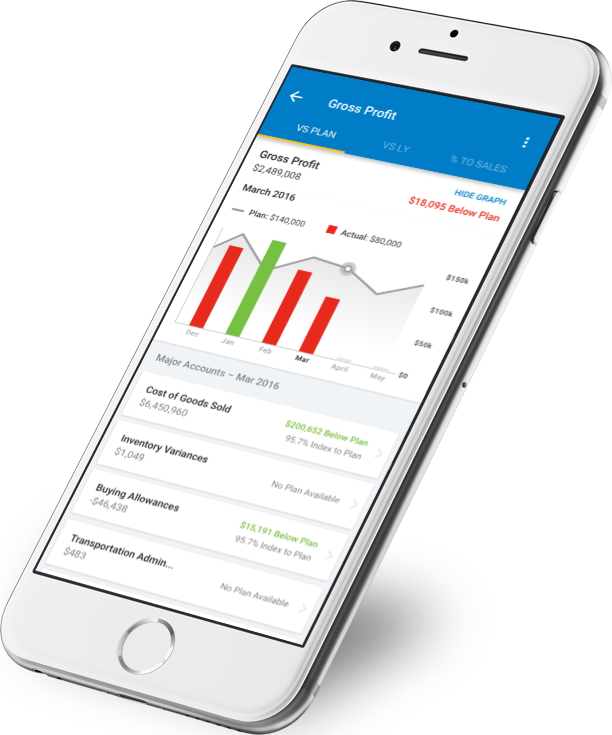 Gross Profit
VS PLAN
VS LY
% TO SALES
Gross Profit
$2,489,008
HIDE GRAPH
March 2016
$18,095 Below Plan
Plan: $140,000
Actual: $80,000
$150k
$100k
$50k
$0
Dec
Jan
Feb
Mar
April
May
Major Accounts – Mar 2016
Cost of Goods Sold
$6,450,960
$200,652 Below Plan
95.7% Index to Plan
Inventory Variances
$1,049
No Plan Available
Buying Allowances
-$46,438
$15,191 Below Plan
95.7% Index to Plan
Transportation Admin...
$483
No Plan Available